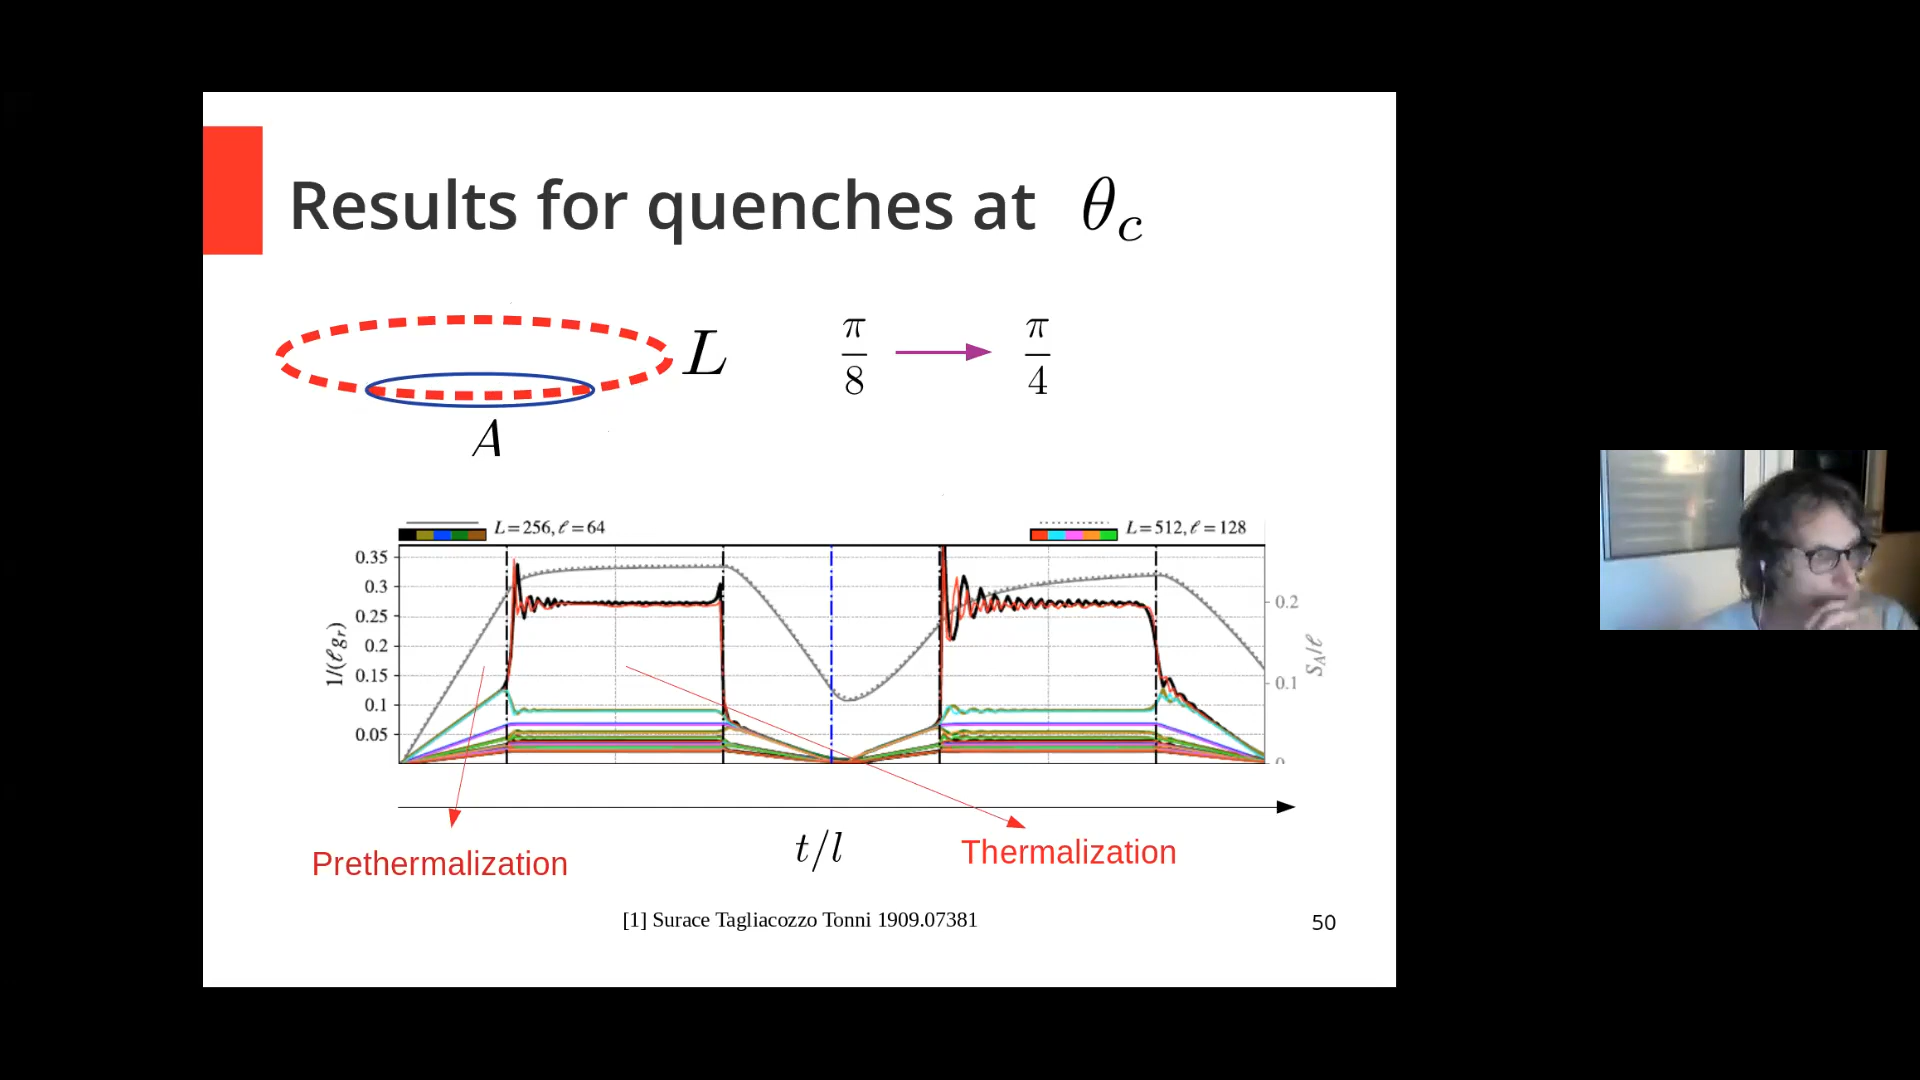 Results for quenches at θ_c
L
π/8 → π/4
A
L=256, ℓ=64
L=512, ℓ=128
0.35
0.3
0.25
0.2
0.15
0.1
0.05
1/(ℓ g_r)
0.2
0.1
0
S_A/ℓ
t/l
Prethermalization
Thermalization
[1] Surace Tagliacozzo Tonni 1909.07381
50